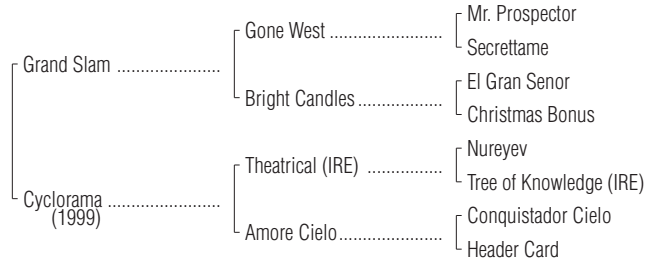 Mr. Prospector
Gone West ......................
Secrettame
Grand Slam ....................
El Gran Senor
Bright Candles ................
Christmas Bonus
Nureyev
Theatrical (IRE) ..............
Tree of Knowledge (IRE)
Cyclorama ......................
(1999)
Conquistador Cielo
Amore Cielo....................
Header Card